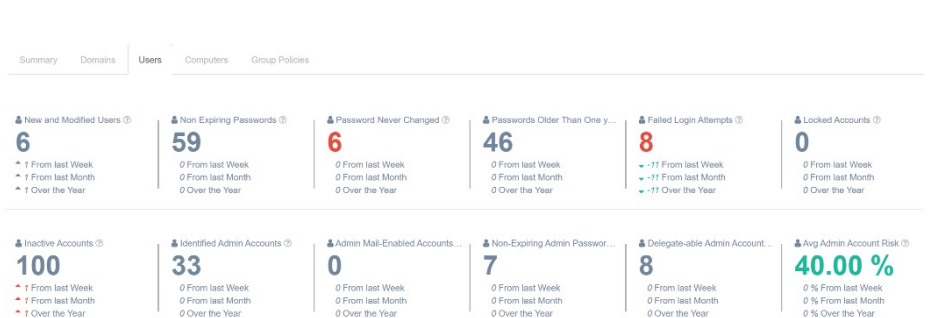 Summary Domains Users Computers Group Policies
New and Modified Users ? Non Expiring Passwords ? Password Never Changed ? Passwords Older Than One y... Failed Login Attempts ? Locked Accounts ?
6 59 6 46 8 0
1 From last Week 0 From last Week 0 From last Week 0 From last Week -11 From last Week 0 From last Week
1 From last Month 0 From last Month 0 From last Month 0 From last Month -11 From last Month 0 From last Month
1 Over the Year 0 Over the Year 0 Over the Year 0 Over the Year -11 Over the Year 0 Over the Year
Inactive Accounts ? Identified Admin Accounts ? Admin Mail-Enabled Accounts... Non-Expiring Admin Passwor... Delegate-able Admin Account... Avg Admin Account Risk ?
100 33 0 7 8 40.00 %
1 From last Week 0 From last Week 0 From last Week 0 From last Week 0 From last Week 0 % From last Week
1 From last Month 0 From last Month 0 From last Month 0 From last Month 0 From last Month 0 % From last Month
1 Over the Year 0 Over the Year 0 Over the Year 0 Over the Year 0 Over the Year 0 % Over the Year